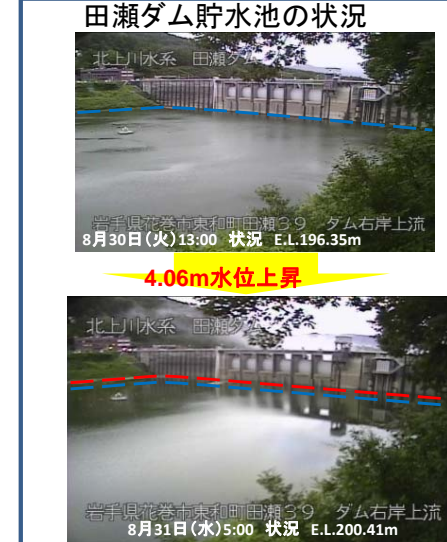 田瀬ダム貯水池の状況
北上川水系　田瀬ダム
岩手県花巻市東和町田瀬３９　ダム右岸上流
8月30日(火)13:00　状況　E.L.196.35m
4.06m水位上昇
北上川水系　田瀬ダム
岩手県花巻市東和町田瀬３９　ダム右岸上流
8月31日(水)5:00　状況　E.L.200.41m